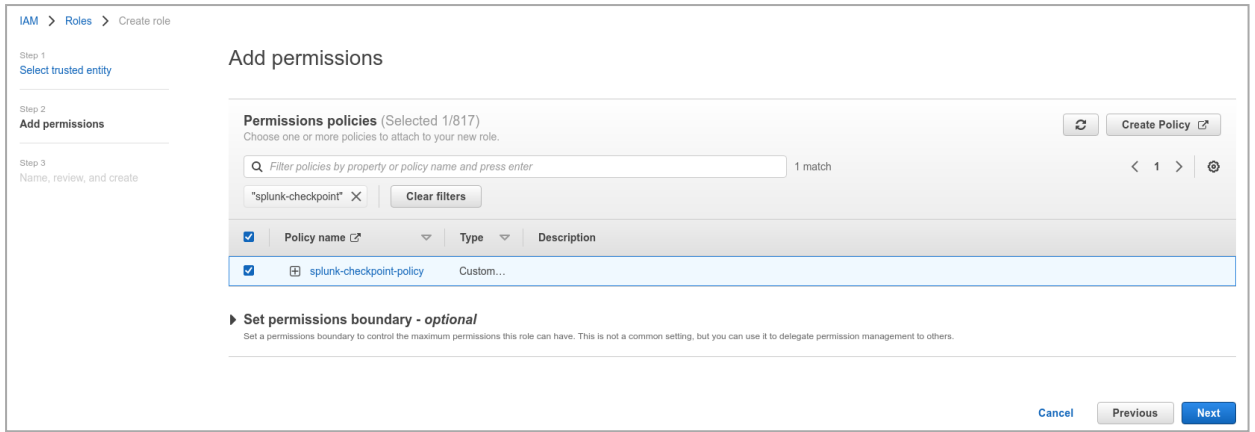 IAM > Roles > Create role
Step 1
Select trusted entity
Step 2
Add permissions
Step 3
Name, review, and create
Add permissions
Permissions policies (Selected 1/817)
Choose one or more policies to attach to your new role.
Create Policy
Filter policies by property or policy name and press enter
1 match
1
"splunk-checkpoint"
Clear filters
Policy name
Type
Description
splunk-checkpoint-policy
Custom…
Set permissions boundary - optional
Set a permissions boundary to control the maximum permissions this role can have. This is not a common setting, but you can use it to delegate permission management to others.
Cancel
Previous
Next